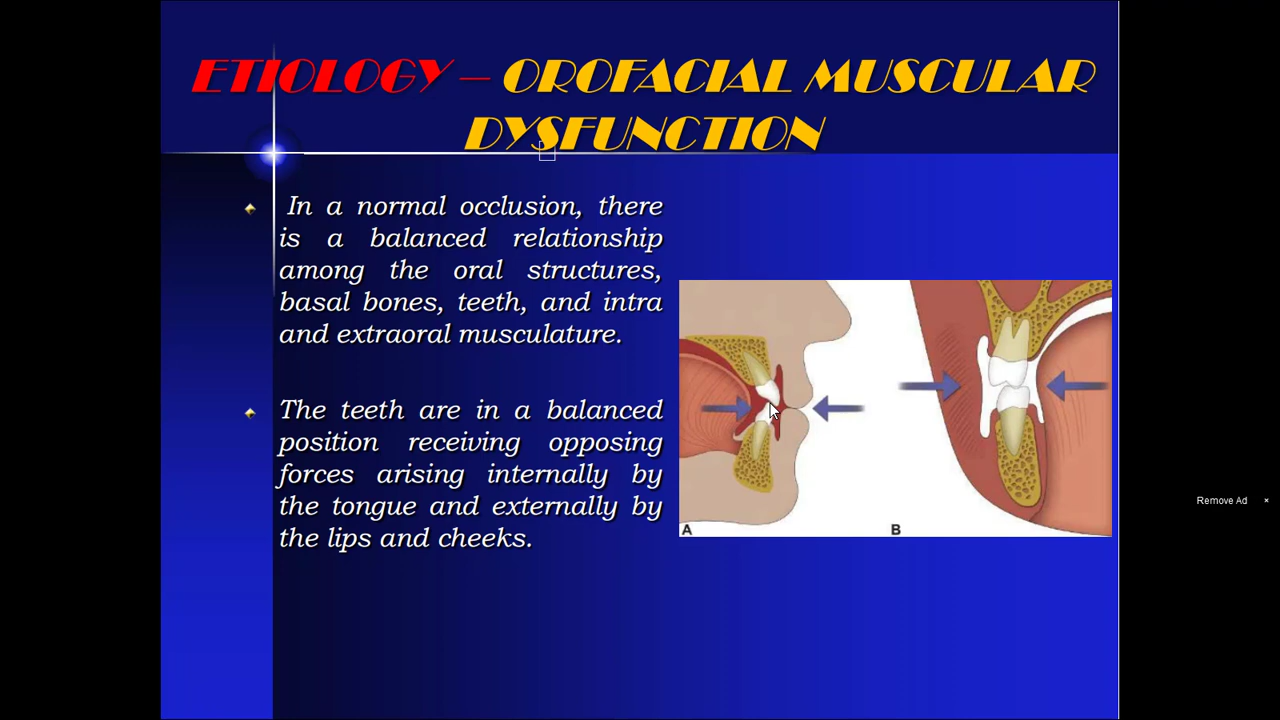 ETIOLOGY – OROFACIAL MUSCULAR
DYSFUNCTION
In a normal occlusion, there
is a balanced relationship
among the oral structures,
basal bones, teeth, and intra
and extraoral musculature.
The teeth are in a balanced
position receiving opposing
forces arising internally by
the tongue and externally by
the lips and cheeks.
A
B
Remove Ad ×